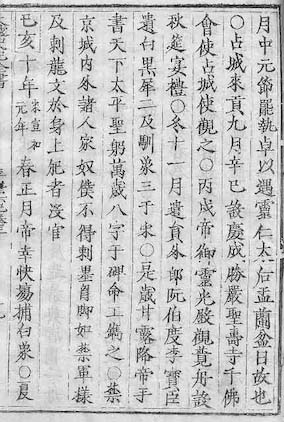 月中元節罷執卓以遇靈仁太后盂蘭盆日故也
○占城來貢九月辛巳設慶成勝嚴聖壽寺千佛
會使占城使觀之○丙戌帝御靈光殿觀競舟設
秋筵宴禮○冬十一月遣員外郎阮伯度李寶臣
遺白黑犀二及馴象三于宋○是歲甘露降帝手
書天下太平聖躬萬歲八字于碑命工鐫之○禁
京城內外諸人家奴僕不得刺墨胷脚如禁軍樣
及刺龍文於身上犯者沒官
己亥十年宋宣和元年春正月帝幸快塲捕白象○夏